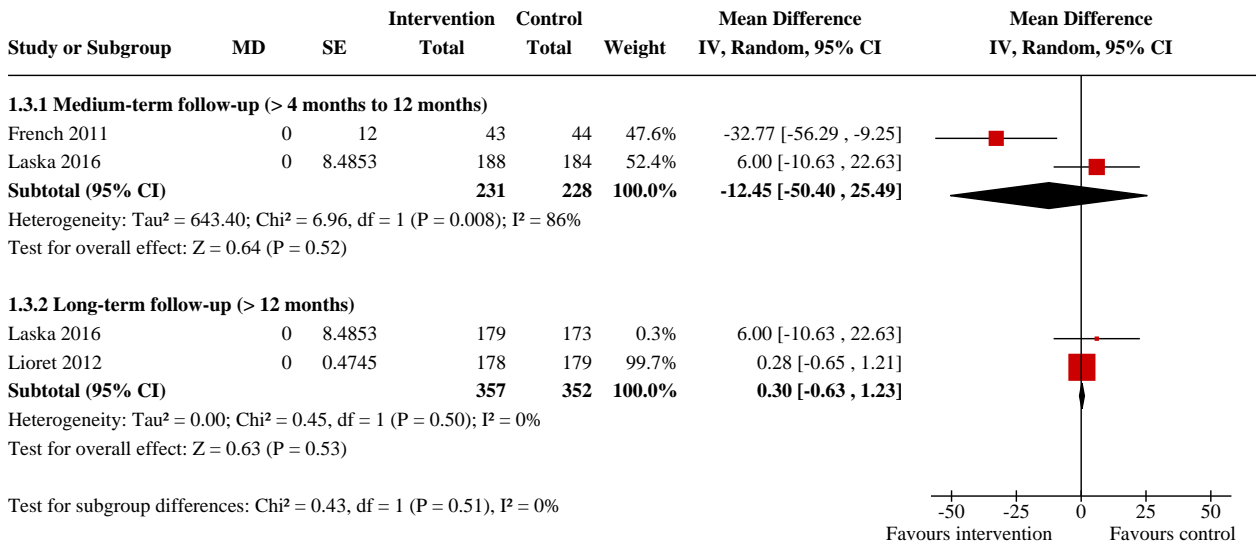 Intervention Control Mean Difference Mean Difference
Study or Subgroup MD SE Total Total Weight IV, Random, 95% CI IV, Random, 95% CI
1.3.1 Medium-term follow-up (> 4 months to 12 months)
French 2011 0 12 43 44 47.6% -32.77 [-56.29 , -9.25]
Laska 2016 0 8.4853 188 184 52.4% 6.00 [-10.63 , 22.63]
Subtotal (95% CI) 231 228 100.0% -12.45 [-50.40 , 25.49]
Heterogeneity: Tau² = 643.40; Chi² = 6.96, df = 1 (P = 0.008); I² = 86%
Test for overall effect: Z = 0.64 (P = 0.52)
1.3.2 Long-term follow-up (> 12 months)
Laska 2016 0 8.4853 179 173 0.3% 6.00 [-10.63 , 22.63]
Lioret 2012 0 0.4745 178 179 99.7% 0.28 [-0.65 , 1.21]
Subtotal (95% CI) 357 352 100.0% 0.30 [-0.63 , 1.23]
Heterogeneity: Tau² = 0.00; Chi² = 0.45, df = 1 (P = 0.50); I² = 0%
Test for overall effect: Z = 0.63 (P = 0.53)
Test for subgroup differences: Chi² = 0.43, df = 1 (P = 0.51), I² = 0%
-50 -25 0 25 50
Favours intervention Favours control